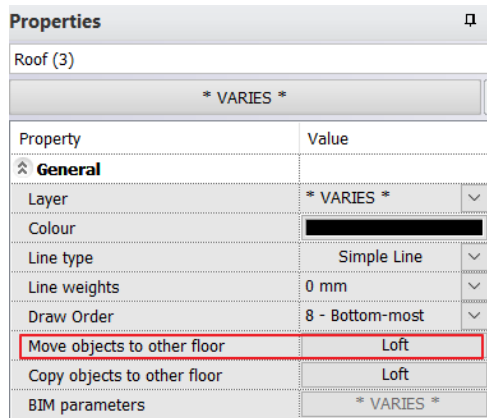 Properties
Roof (3)
* VARIES *
Property Value
General
Layer * VARIES *
Colour
Line type Simple Line
Line weights 0 mm
Draw Order 8 - Bottom-most
Move objects to other floor Loft
Copy objects to other floor Loft
BIM parameters * VARIES *